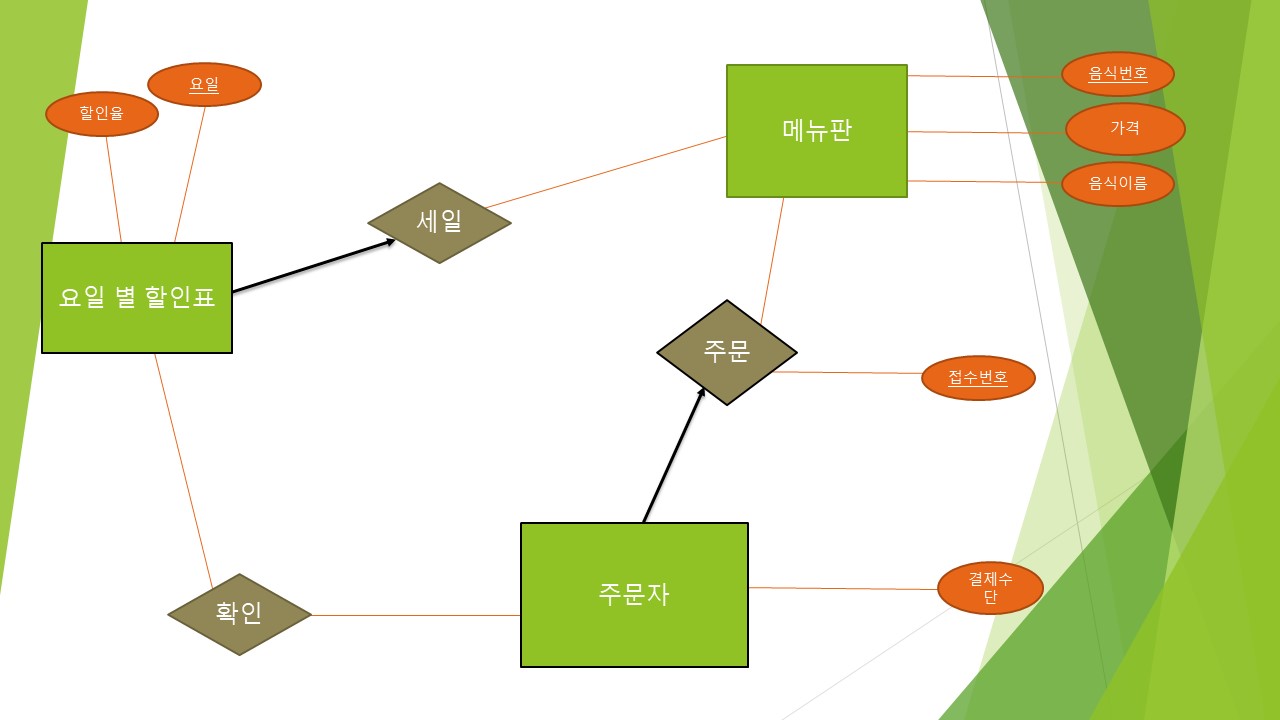 요일
할인율
음식번호
가격
음식이름
메뉴판
세일
요일 별 할인표
주문
접수번호
결제수
단
주문자
확인